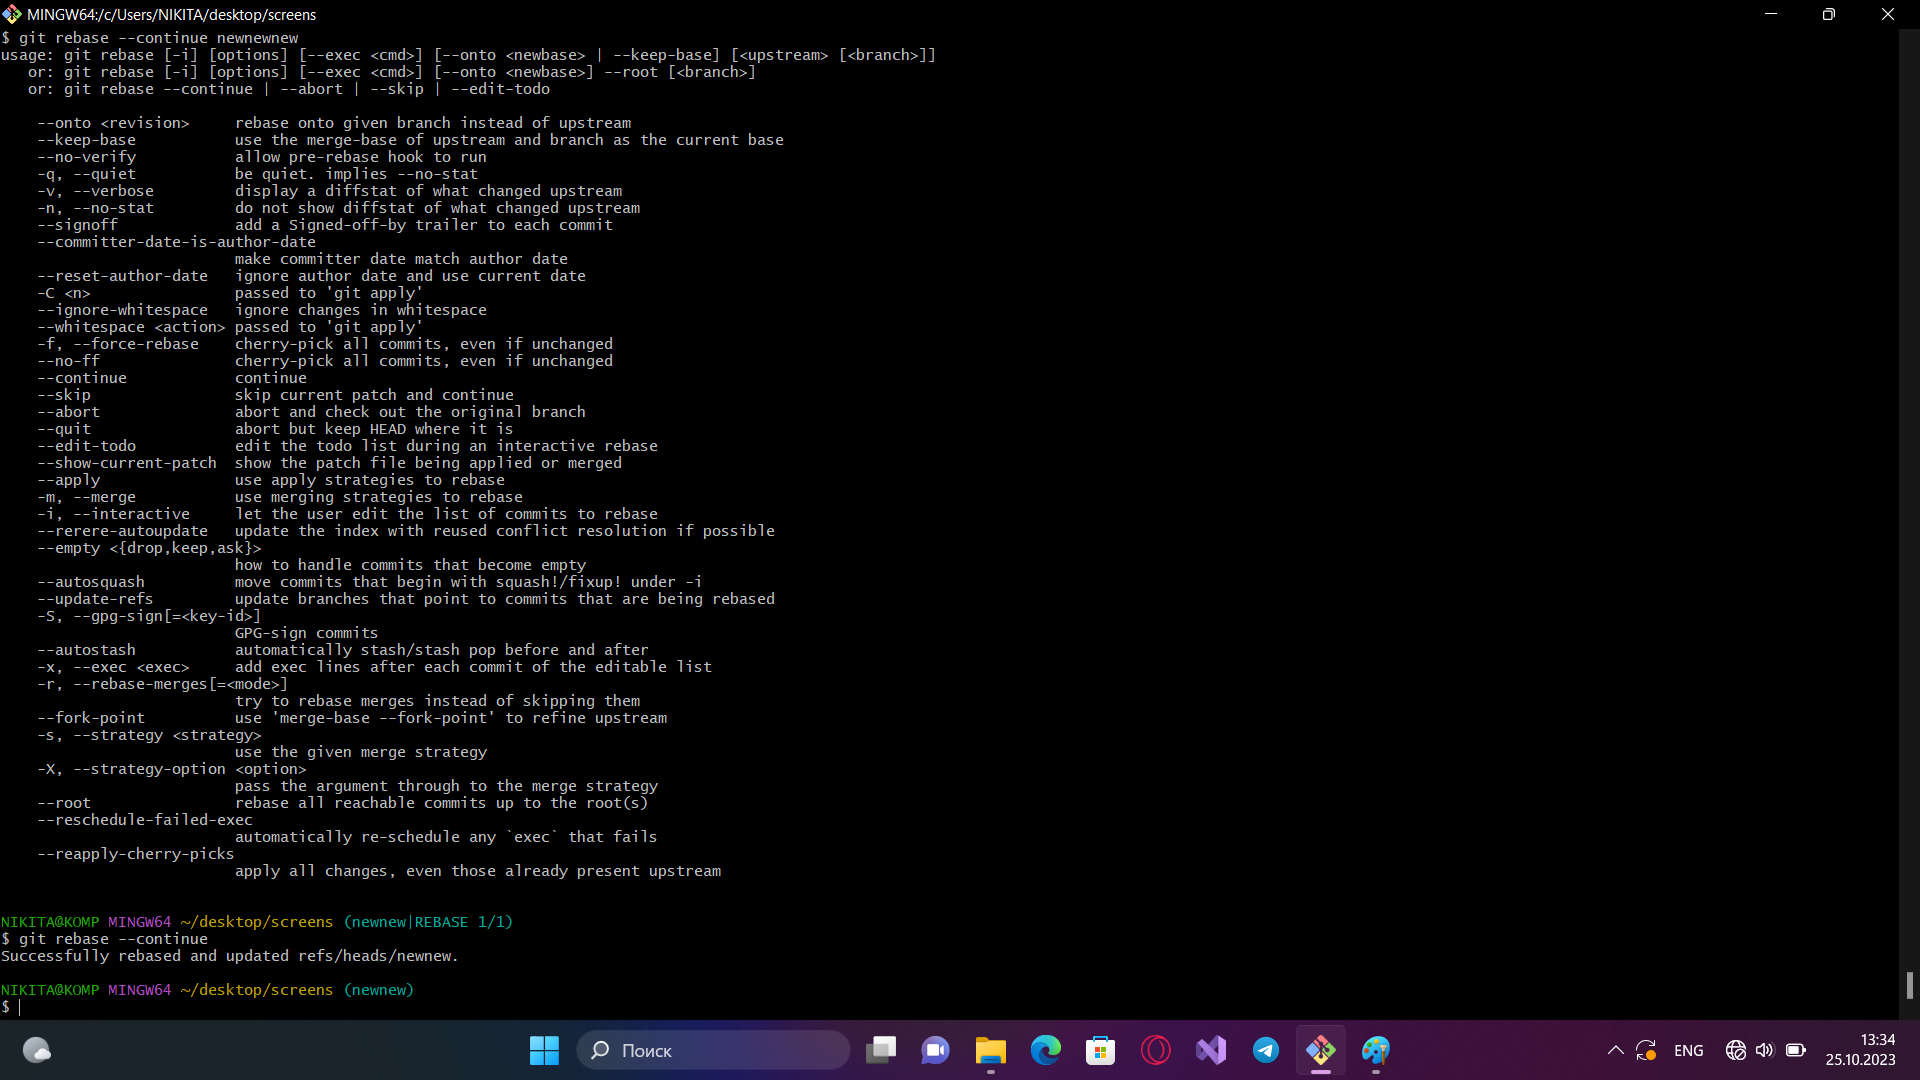 MINGW64:/c/Users/NIKITA/desktop/screens
$ git rebase --continue newnewnew
usage: git rebase [-i] [options] [--exec <cmd>] [--onto <newbase> | --keep-base] [<upstream> [<branch>]]
   or: git rebase [-i] [options] [--exec <cmd>] [--onto <newbase>] --root [<branch>]
   or: git rebase --continue | --abort | --skip | --edit-todo

    --onto <revision>     rebase onto given branch instead of upstream
    --keep-base           use the merge-base of upstream and branch as the current base
    --no-verify           allow pre-rebase hook to run
    -q, --quiet           be quiet. implies --no-stat
    -v, --verbose         display a diffstat of what changed upstream
    -n, --no-stat         do not show diffstat of what changed upstream
    --signoff             add a Signed-off-by trailer to each commit
    --committer-date-is-author-date
                          make committer date match author date
    --reset-author-date   ignore author date and use current date
    -C <n>                passed to 'git apply'
    --ignore-whitespace   ignore changes in whitespace
    --whitespace <action> passed to 'git apply'
    -f, --force-rebase    cherry-pick all commits, even if unchanged
    --no-ff               cherry-pick all commits, even if unchanged
    --continue            continue
    --skip                skip current patch and continue
    --abort               abort and check out the original branch
    --quit                abort but keep HEAD where it is
    --edit-todo           edit the todo list during an interactive rebase
    --show-current-patch  show the patch file being applied or merged
    --apply               use apply strategies to rebase
    -m, --merge           use merging strategies to rebase
    -i, --interactive     let the user edit the list of commits to rebase
    --rerere-autoupdate   update the index with reused conflict resolution if possible
    --empty <{drop,keep,ask}>
                          how to handle commits that become empty
    --autosquash          move commits that begin with squash!/fixup! under -i
    --update-refs         update branches that point to commits that are being rebased
    -S, --gpg-sign[=<key-id>]
                          GPG-sign commits
    --autostash           automatically stash/stash pop before and after
    -x, --exec <exec>     add exec lines after each commit of the editable list
    -r, --rebase-merges[=<mode>]
                          try to rebase merges instead of skipping them
    --fork-point          use 'merge-base --fork-point' to refine upstream
    -s, --strategy <strategy>
                          use the given merge strategy
    -X, --strategy-option <option>
                          pass the argument through to the merge strategy
    --root                rebase all reachable commits up to the root(s)
    --reschedule-failed-exec
                          automatically re-schedule any `exec` that fails
    --reapply-cherry-picks
                          apply all changes, even those already present upstream

NIKITA@KOMP MINGW64 ~/desktop/screens (newnew|REBASE 1/1)
$ git rebase --continue
Successfully rebased and updated refs/heads/newnew.

NIKITA@KOMP MINGW64 ~/desktop/screens (newnew)
$
Поиск
ENG
13:34
25.10.2023